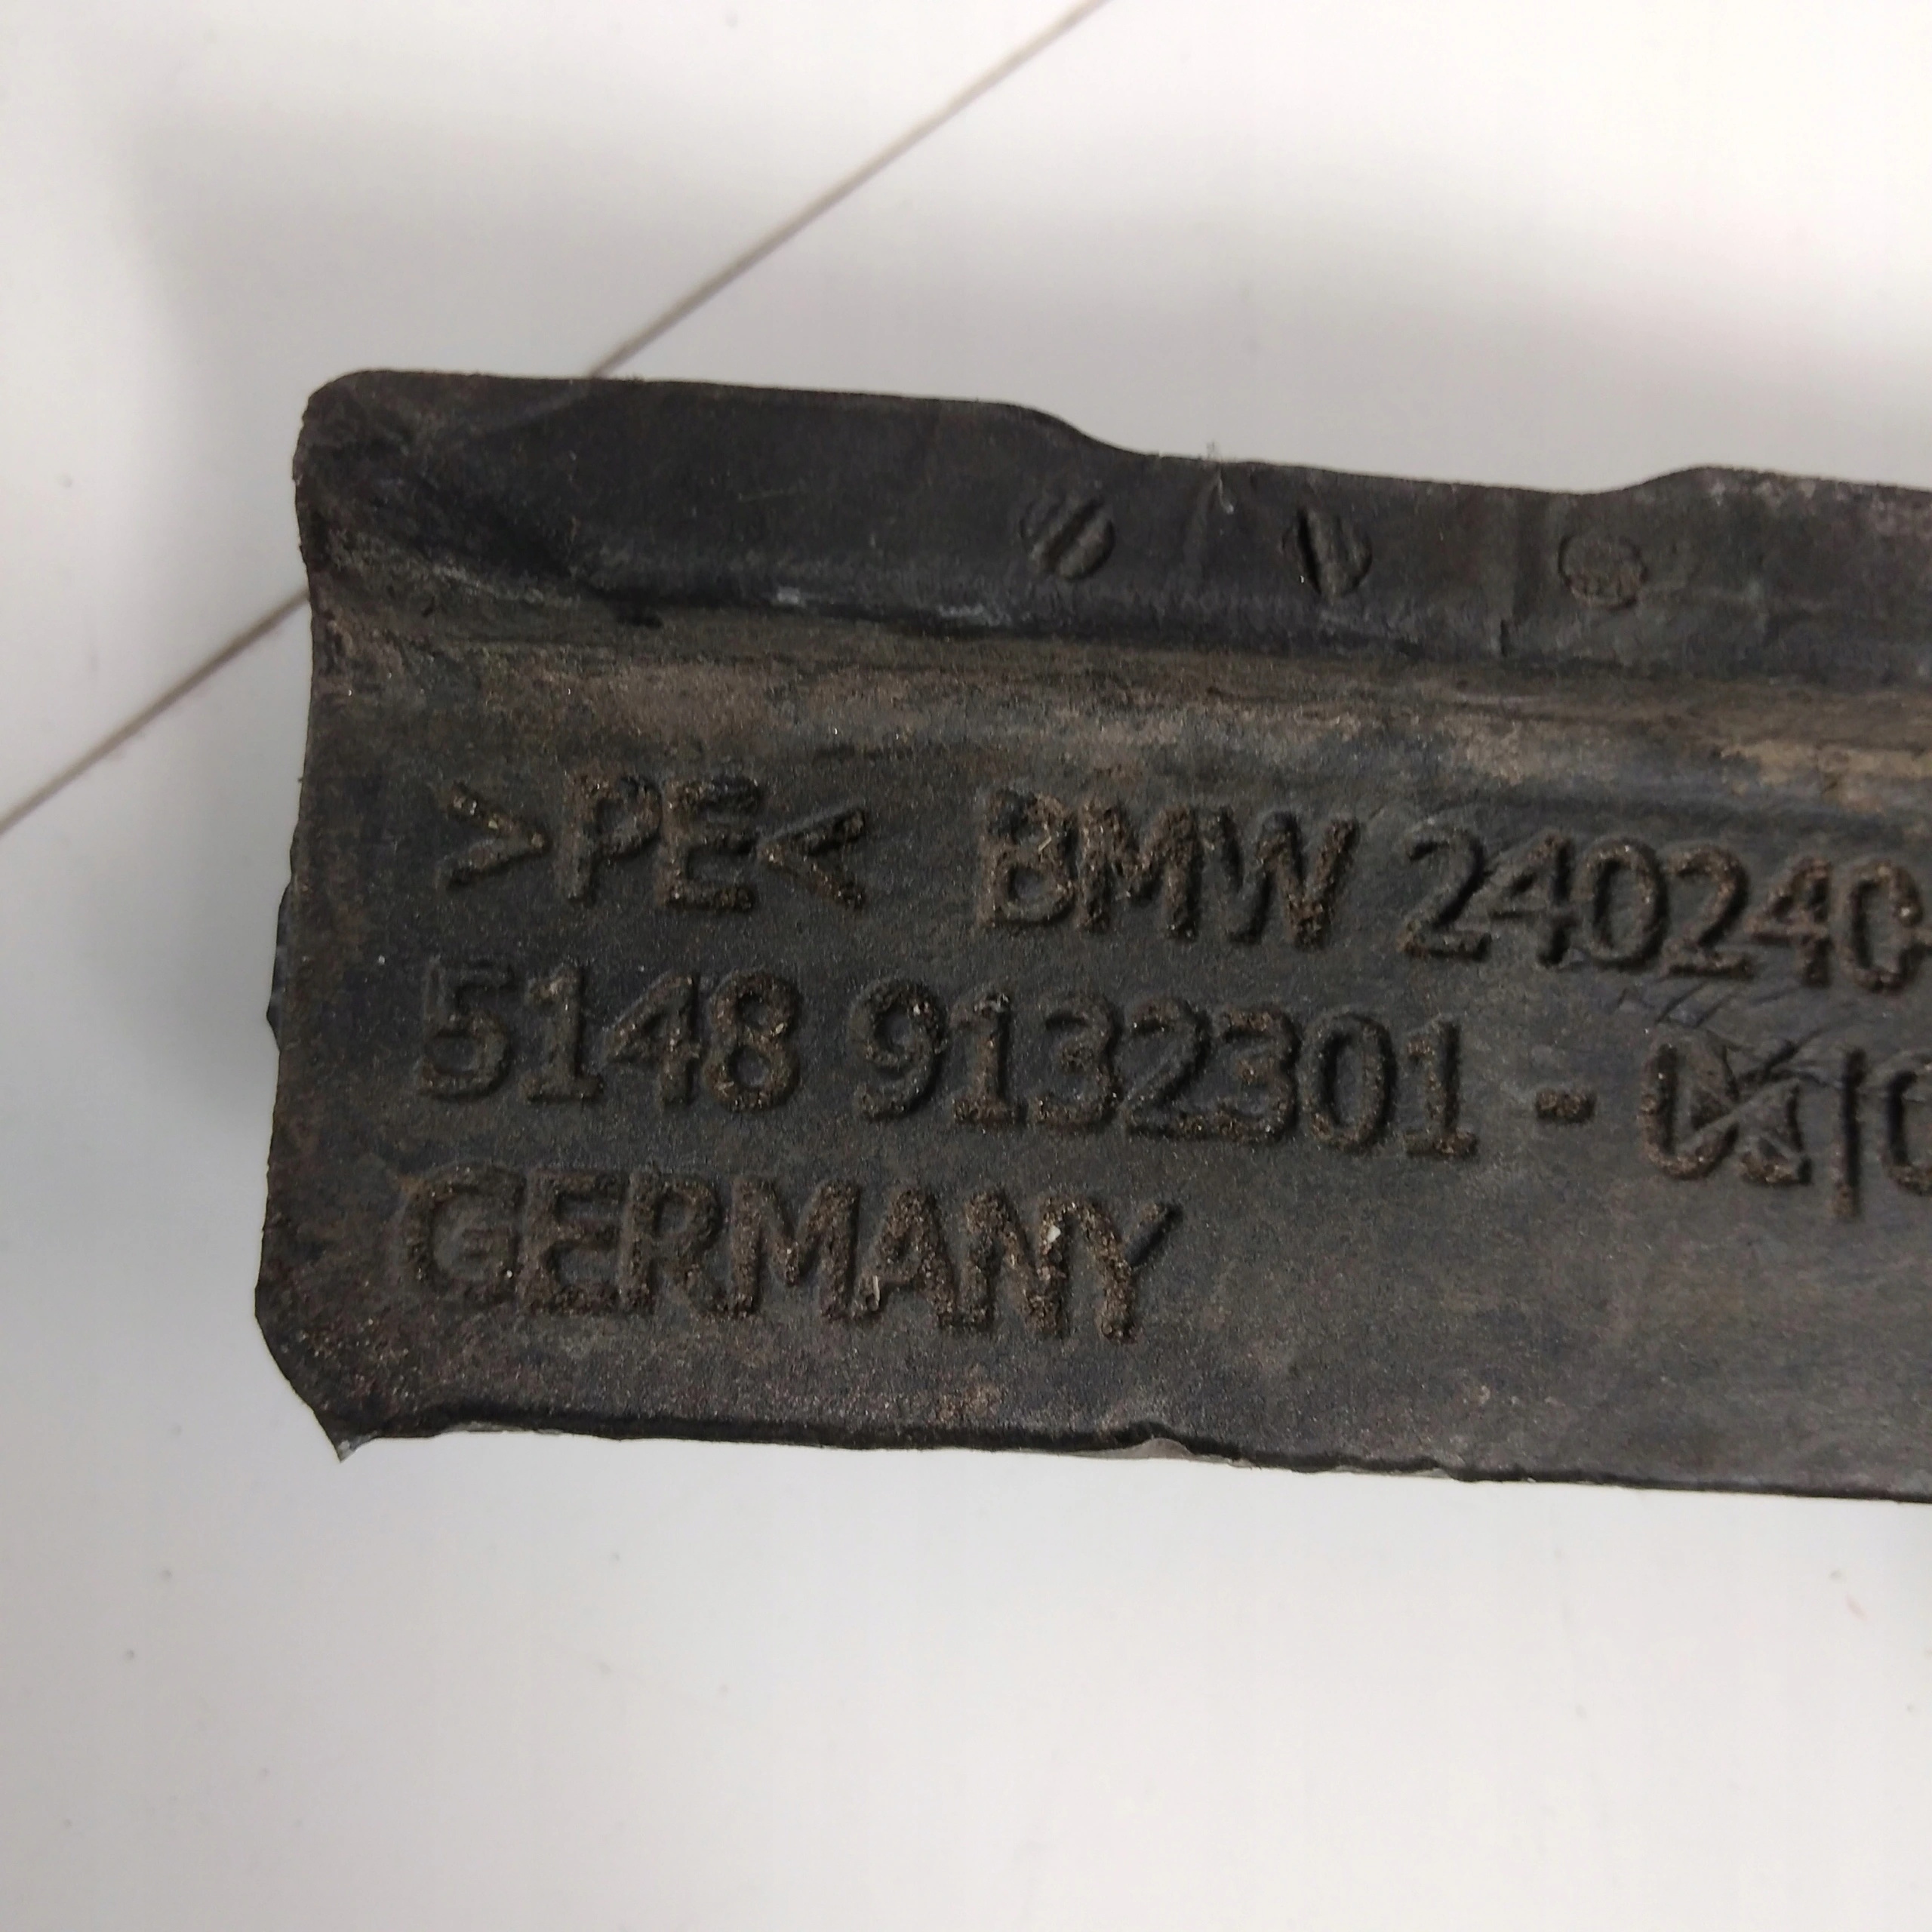 >PE< BMW 240240
5148 9132301 -
GERMANY